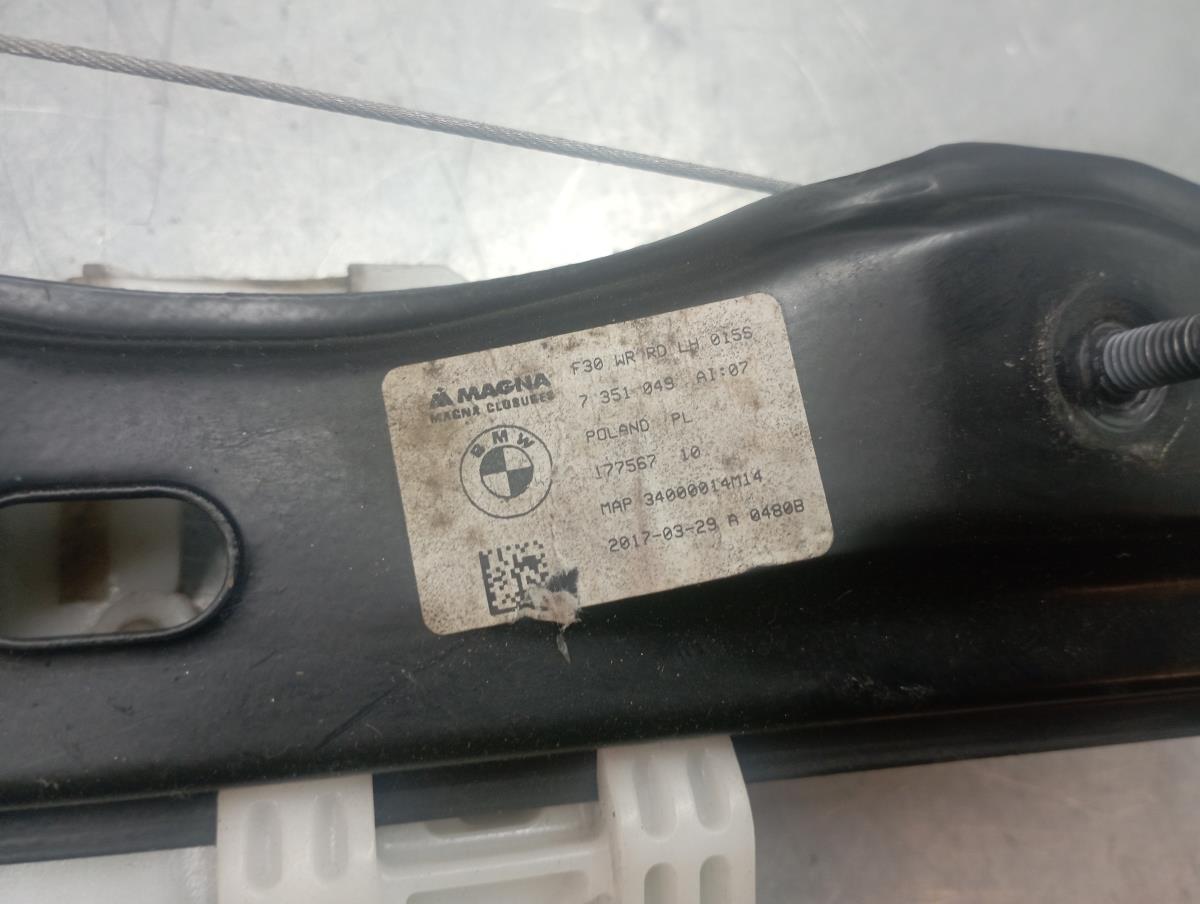 MAGNA
MAGNA CLOSURES
BMW
F30 WR RD LH 015S
7 351 049 AI:07
POLAND PL
177567 10
MAP 34000014M14
2017-03-29 A 0480B